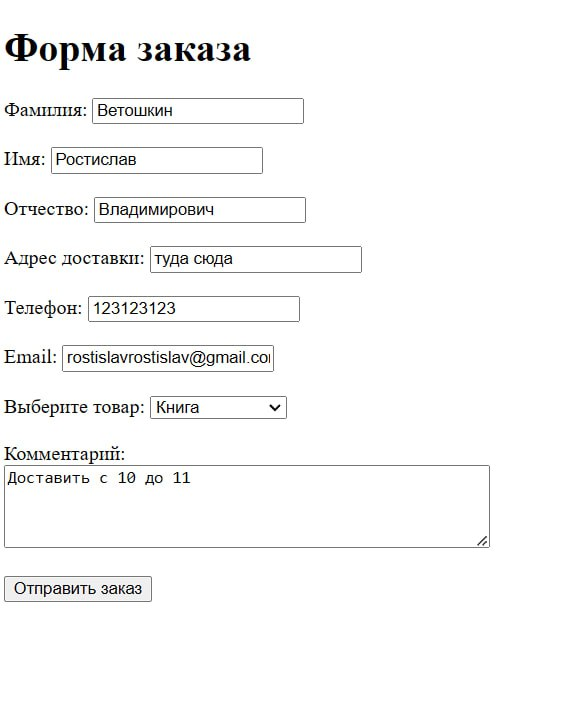 Форма заказа
Фамилия: Ветошкин
Имя: Ростислав
Отчество: Владимирович
Адрес доставки: туда сюда
Телефон: 123123123
Email: rostislavrostislav@gmail.co
Выберите товар: Книга
Комментарий:
Доставить с 10 до 11
Отправить заказ